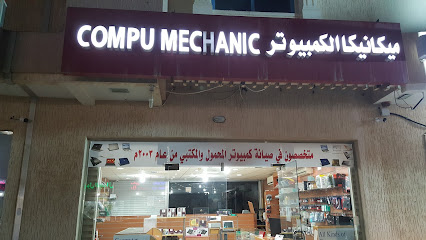 COMPU MECHANIC ميكانيكا الكمبيوتر
متخصصون في صيانة كمبيوتر المحمول والمكتبي من عام ٢٠٠٣م